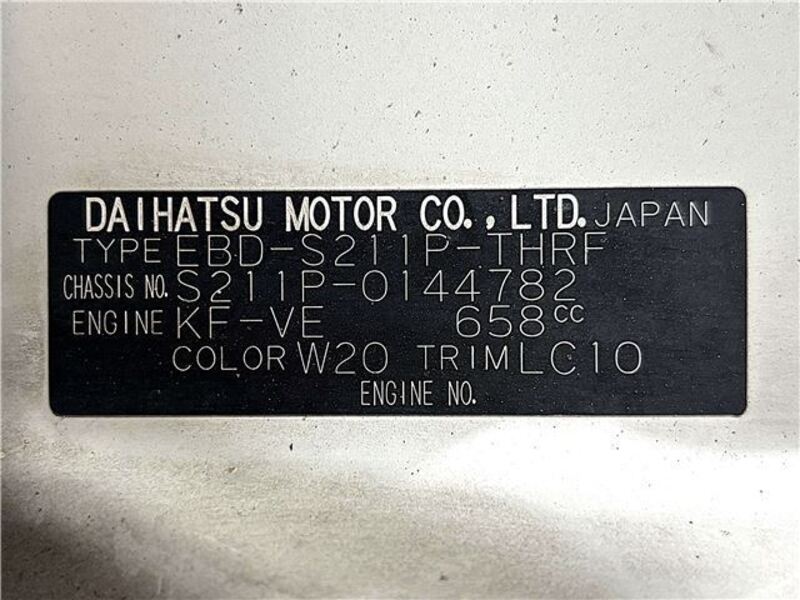 DAIHATSU MOTOR CO.,LTD. JAPAN
TYPE EBD-S211P-THRF
CHASSIS NO. S211P-0144782
ENGINE KF-VE 658cc
COLOR W20 TRIM LC10
ENGINE NO.